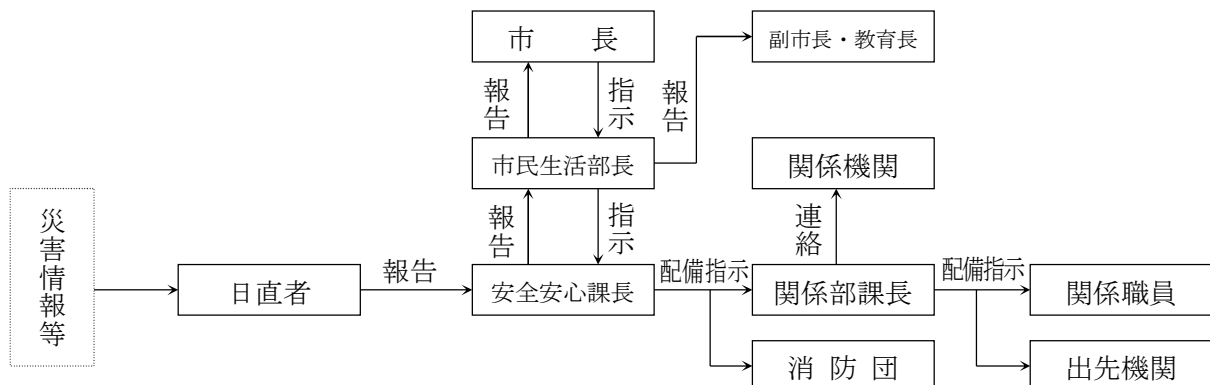 市長
副市長・教育長
報告
指示
報告
市民生活部長
関係機関
災害情報等
報告
指示
連絡
日直者
報告
安全安心課長
配備指示
関係部課長
配備指示
関係職員
消防団
出先機関